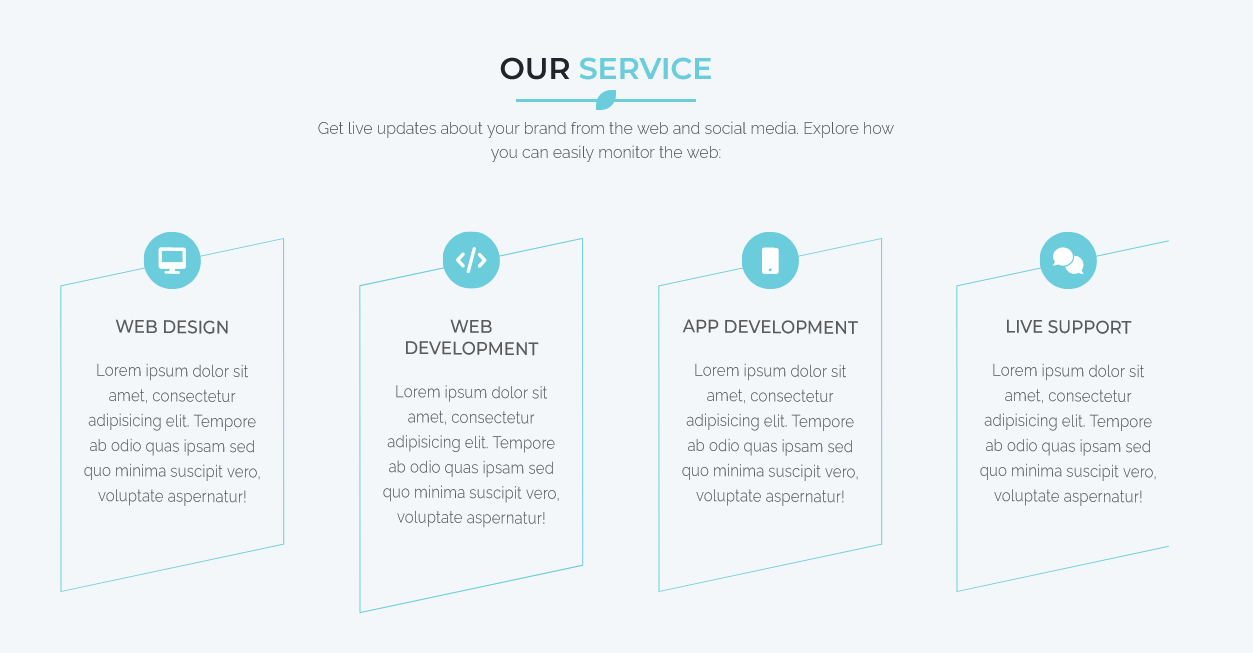 OUR SERVICE
Get live updates about your brand from the web and social media. Explore how
you can easily monitor the web:
WEB DESIGN
Lorem ipsum dolor sit
amet, consectetur
adipisicing elit. Tempore
ab odio quas ipsam sed
quo minima suscipit vero,
voluptate aspernatur!
WEB
DEVELOPMENT
Lorem ipsum dolor sit
amet, consectetur
adipisicing elit. Tempore
ab odio quas ipsam sed
quo minima suscipit vero,
voluptate aspernatur!
APP DEVELOPMENT
Lorem ipsum dolor sit
amet, consectetur
adipisicing elit. Tempore
ab odio quas ipsam sed
quo minima suscipit vero,
voluptate aspernatur!
LIVE SUPPORT
Lorem ipsum dolor sit
amet, consectetur
adipisicing elit. Tempore
ab odio quas ipsam sed
quo minima suscipit vero,
voluptate aspernatur!